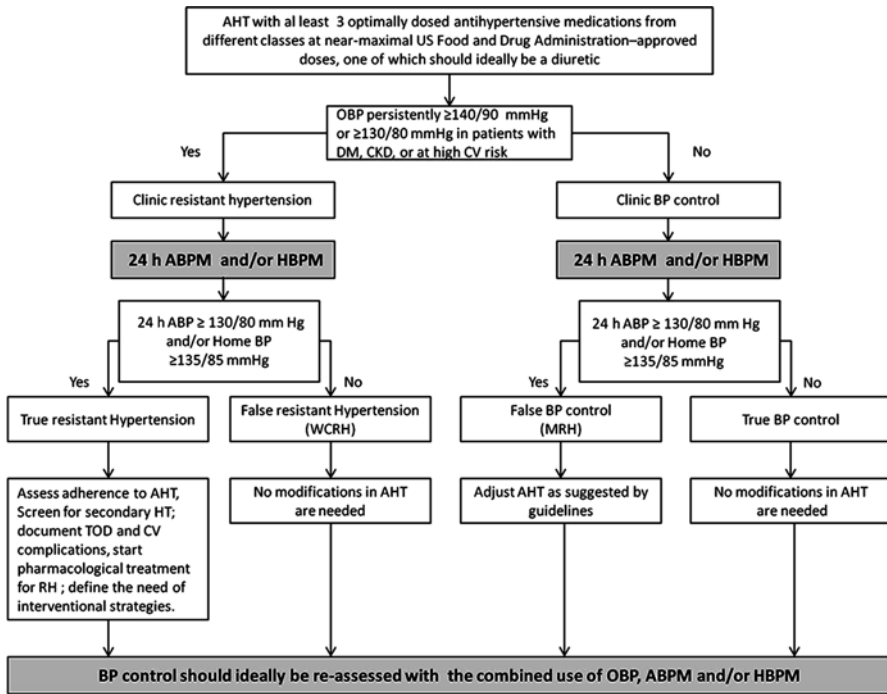 AHT with al least 3 optimally dosed antihypertensive medications from
different classes at near-maximal US Food and Drug Administration–approved
doses, one of which should ideally be a diuretic
OBP persistently ≥140/90 mmHg
or ≥130/80 mmHg in patients with
DM, CKD, or at high CV risk
Yes
No
Clinic resistant hypertension
Clinic BP control
24 h ABPM and/or HBPM
24 h ABPM and/or HBPM
24 h ABP ≥ 130/80 mm Hg
and/or Home BP
≥135/85 mmHg
24 h ABP ≥ 130/80 mm Hg
and/or Home BP
≥135/85 mmHg
Yes
No
Yes
No
True resistant Hypertension
False resistant Hypertension
(WCRH)
False BP control
(MRH)
True BP control
Assess adherence to AHT,
Screen for secondary HT;
document TOD and CV
complications, start
pharmacological treatment
for RH ; define the need of
interventional strategies.
No modifications in AHT
are needed
Adjust AHT as suggested by
guidelines
No modifications in AHT
are needed
BP control should ideally be re-assessed with the combined use of OBP, ABPM and/or HBPM